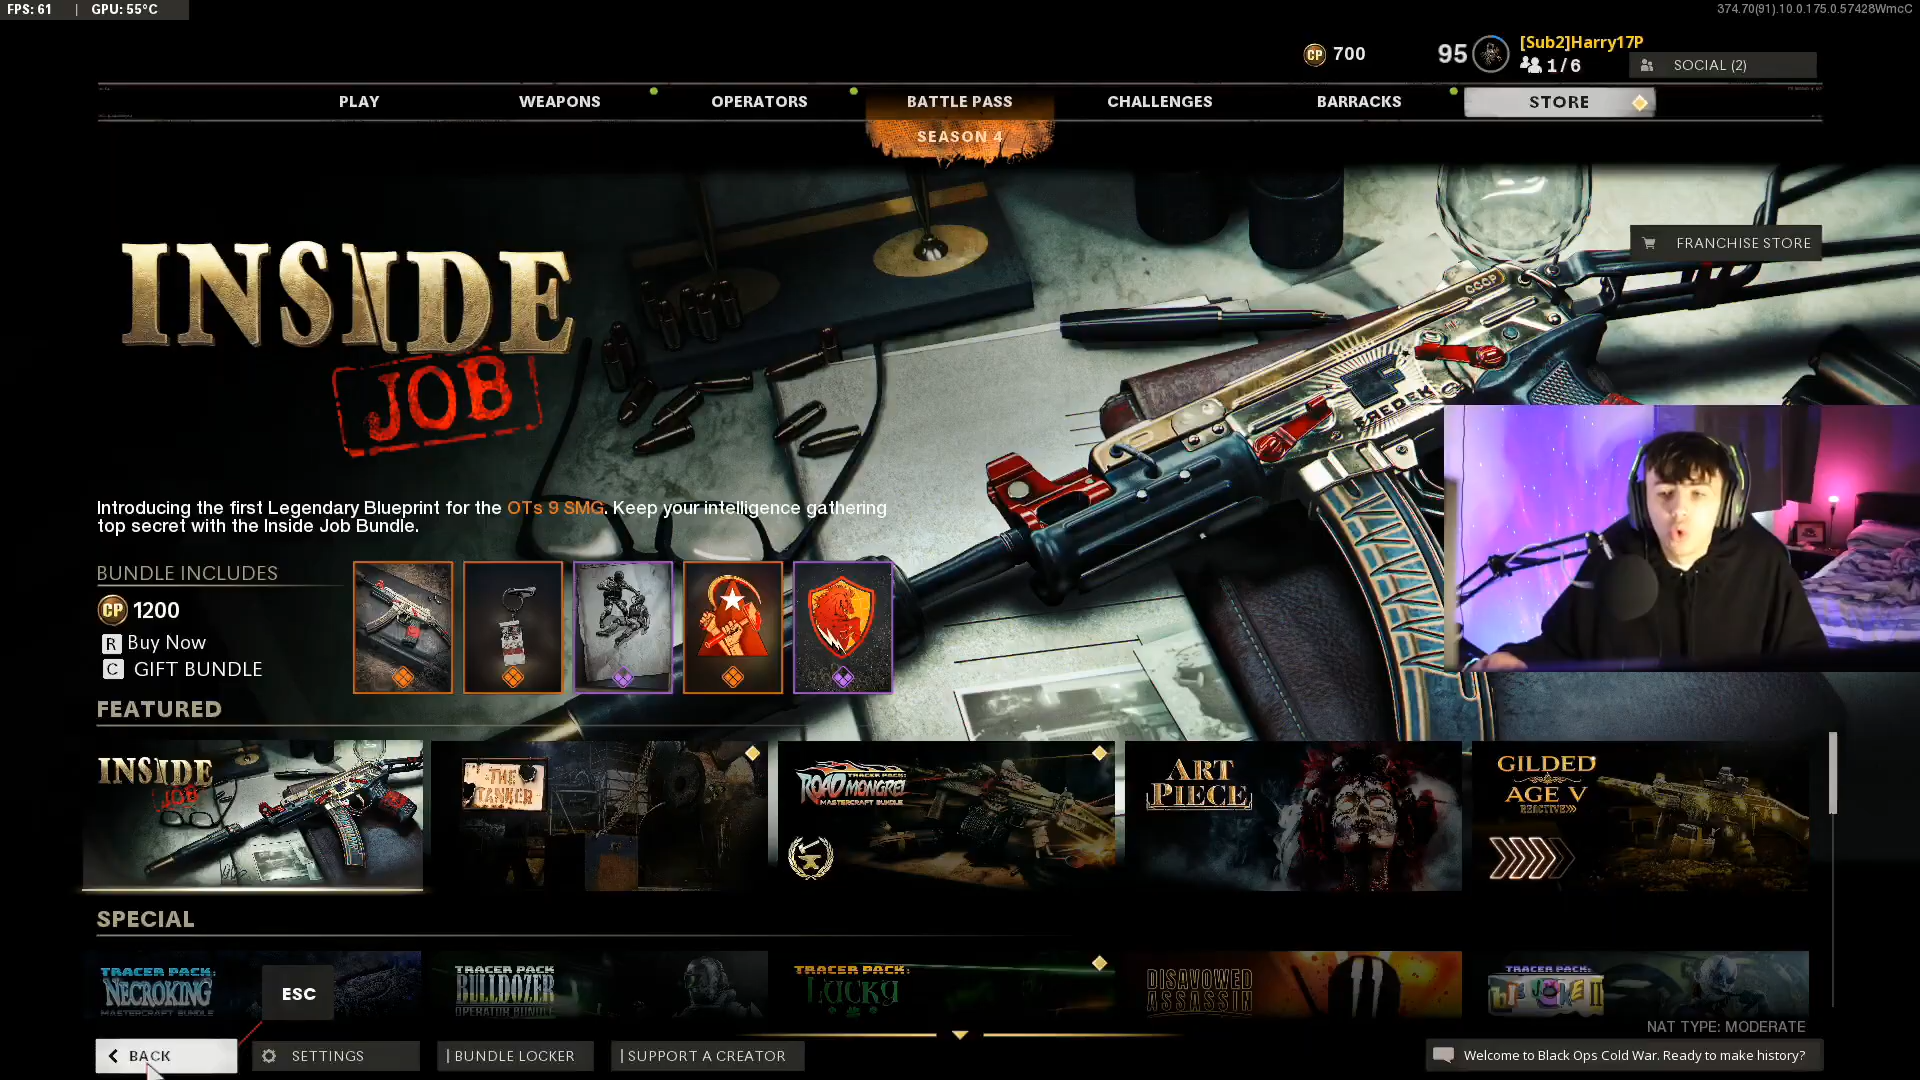 FPS: 61 | GPU: 55°C
374.70(91).10.0.175.0.57428WmcC
CP 700
95
[Sub2]Harry17P
1 / 6
SOCIAL (2)
PLAY
WEAPONS
OPERATORS
BATTLE PASS
CHALLENGES
BARRACKS
STORE
SEASON 4
FRANCHISE STORE
INSIDE
JOB
CCCP
Introducing the first Legendary Blueprint for the OTs 9 SMG. Keep your intelligence gathering
top secret with the Inside Job Bundle.
BUNDLE INCLUDES
CP 1200
R Buy Now
C GIFT BUNDLE
FEATURED
INSIDE
JOB
THE
TANKER
TRACER PACK:
ROAD MONGREL
MASTERCRAFT BUNDLE
ART
PIECE
GILDED
AGE V
REACTIVE
SPECIAL
TRACER PACK:
NECROKING
MASTERCRAFT BUNDLE
ESC
TRACER PACK
BULLDOZER
OPERATOR BUNDLE
TRACER PACK:
LUCKY
DISAVOWED
ASSASSIN
TRACER PACK:
NAT TYPE: MODERATE
BACK
SETTINGS
| BUNDLE LOCKER
| SUPPORT A CREATOR
Welcome to Black Ops Cold War. Ready to make history?